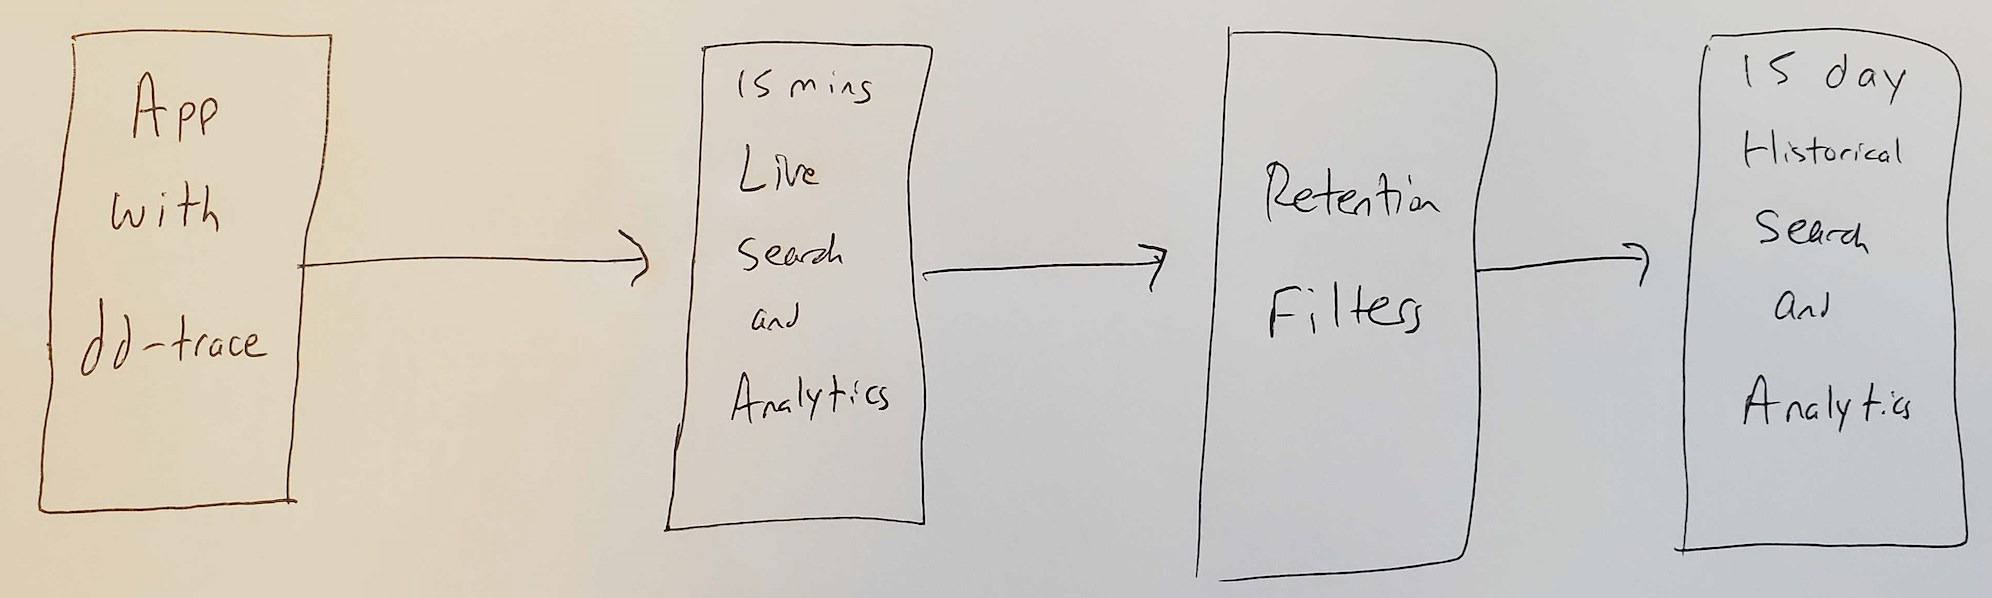 App
with
dd-trace
15 mins
Live
Search
and
Analytics
Retention
Filters
15 day
Historical
Search
and
Analytics